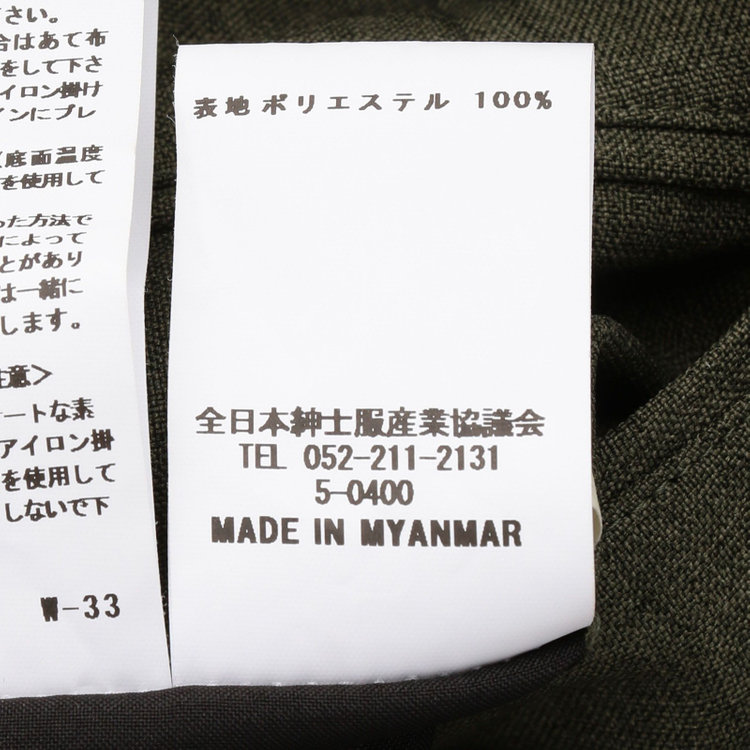 ださい。
合はあて布
をして下さ
アイロン掛け
インにプレ
底面温度
を使用して
った方法で
によって
とがあり
は一緒に
します。
注意>
ートな素
アイロン掛
を使用して
しないで下
W-33
表地 ポリエステル 100%
全日本紳士服産業協議会
TEL 052-211-2131
5-0400
MADE IN MYANMAR